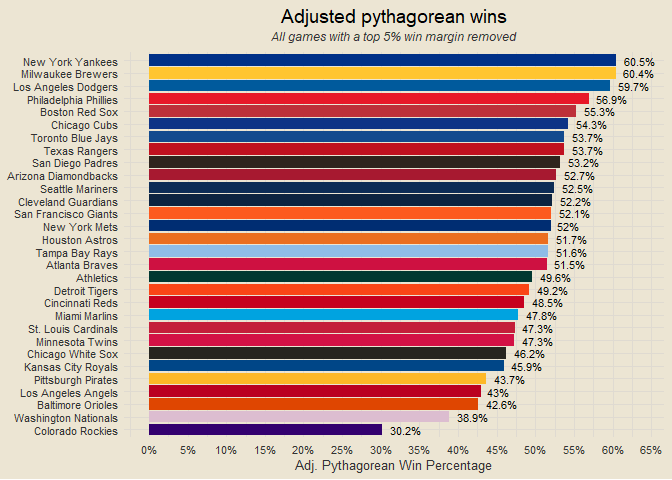 Adjusted pythagorean wins
All games with a top 5% win margin removed
New York Yankees 60.5%
Milwaukee Brewers 60.4%
Los Angeles Dodgers 59.7%
Philadelphia Phillies 56.9%
Boston Red Sox 55.3%
Chicago Cubs 54.3%
Toronto Blue Jays 53.7%
Texas Rangers 53.7%
San Diego Padres 53.2%
Arizona Diamondbacks 52.7%
Seattle Mariners 52.5%
Cleveland Guardians 52.2%
San Francisco Giants 52.1%
New York Mets 52%
Houston Astros 51.7%
Tampa Bay Rays 51.6%
Atlanta Braves 51.5%
Athletics 49.6%
Detroit Tigers 49.2%
Cincinnati Reds 48.5%
Miami Marlins 47.8%
St. Louis Cardinals 47.3%
Minnesota Twins 47.3%
Chicago White Sox 46.2%
Kansas City Royals 45.9%
Pittsburgh Pirates 43.7%
Los Angeles Angels 43%
Baltimore Orioles 42.6%
Washington Nationals 38.9%
Colorado Rockies 30.2%
0% 5% 10% 15% 20% 25% 30% 35% 40% 45% 50% 55% 60% 65%
Adj. Pythagorean Win Percentage